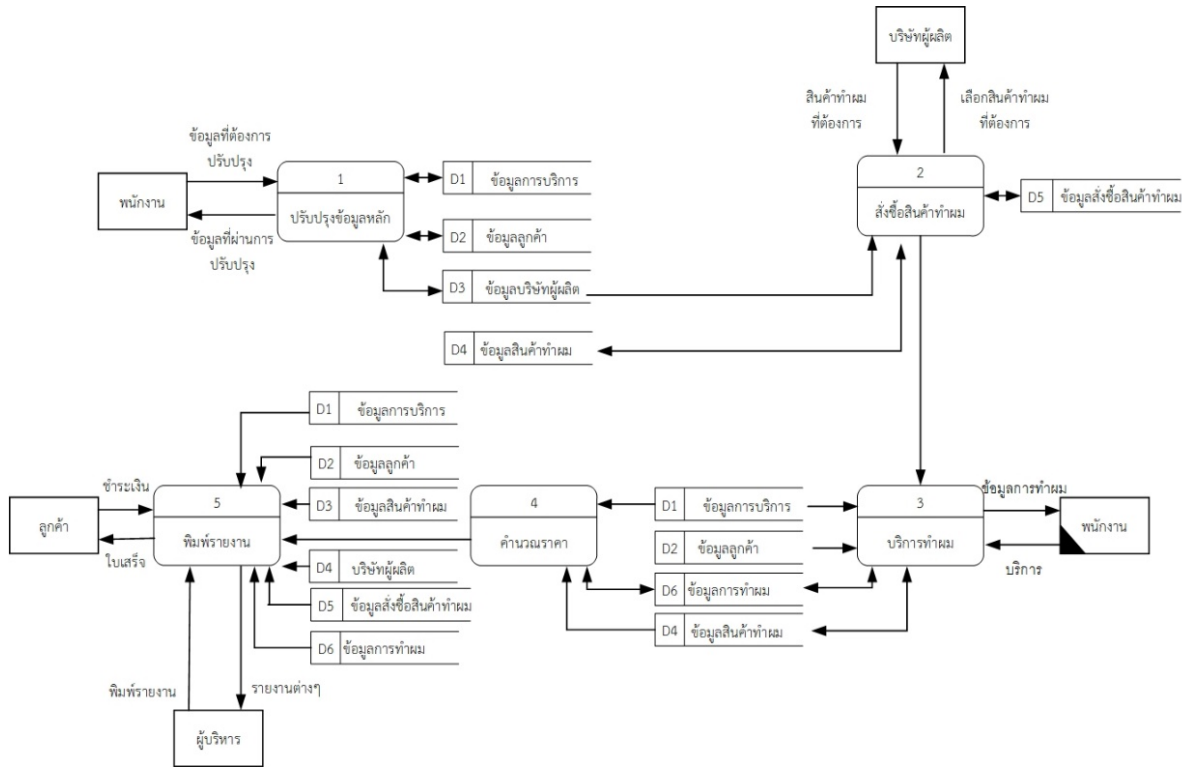 บริษัทผู้ผลิต
สินค้าทำผม
ที่ต้องการ
เลือกสินค้าทำผม
ที่ต้องการ
ข้อมูลที่ต้องการ
ปรับปรุง
พนักงาน
ข้อมูลที่ผ่านการ
ปรับปรุง
1
ปรับปรุงข้อมูลหลัก
D1 ข้อมูลการบริการ
D2 ข้อมูลลูกค้า
D3 ข้อมูลบริษัทผู้ผลิต
D4 ข้อมูลสินค้าทำผม
2
สั่งซื้อสินค้าทำผม
D5 ข้อมูลสั่งซื้อสินค้าทำผม
D1 ข้อมูลการบริการ
D2 ข้อมูลลูกค้า
D3 ข้อมูลสินค้าทำผม
D4 บริษัทผู้ผลิต
D5 ข้อมูลสั่งซื้อสินค้าทำผม
D6 ข้อมูลการทำผม
ลูกค้า
ชำระเงิน
ใบเสร็จ
5
พิมพ์รายงาน
4
คำนวณราคา
D1 ข้อมูลการบริการ
D2 ข้อมูลลูกค้า
D6 ข้อมูลการทำผม
D4 ข้อมูลสินค้าทำผม
3
บริการทำผม
ข้อมูลการทำผม
พนักงาน
บริการ
พิมพ์รายงาน
รายงานต่างๆ
ผู้บริหาร